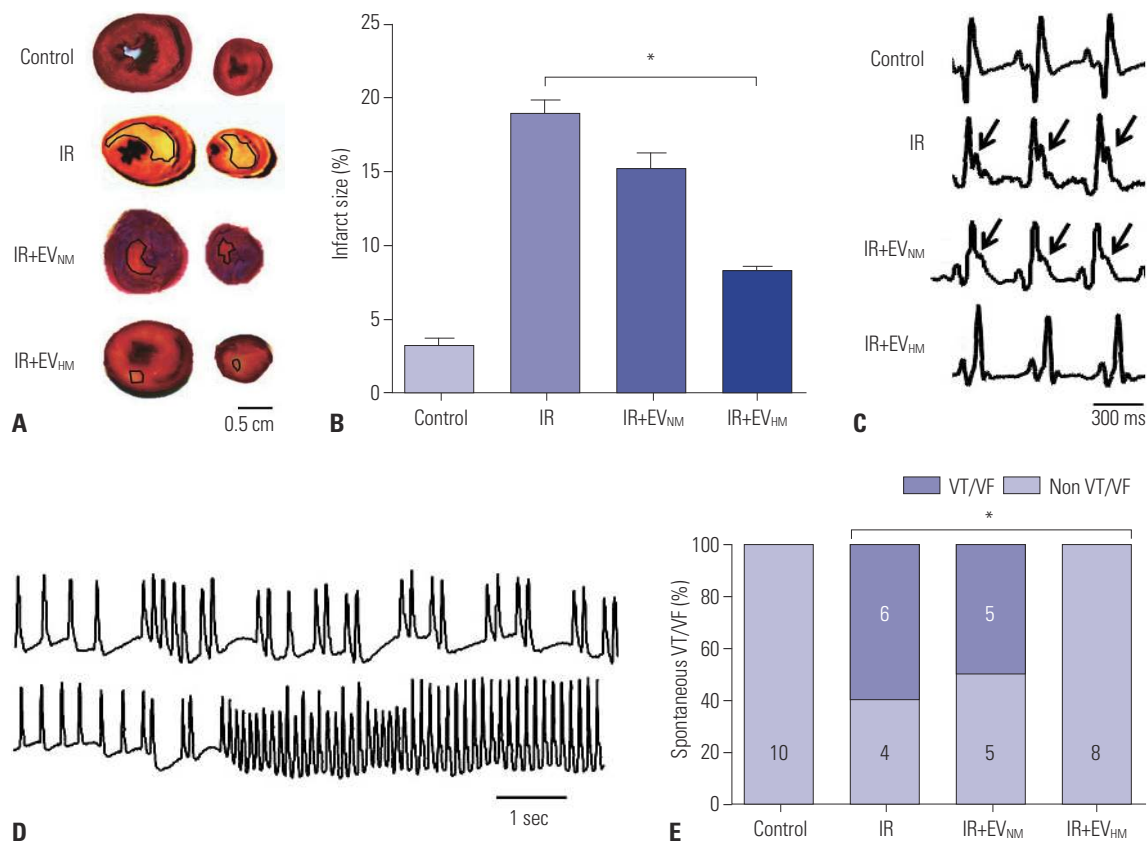 Control
IR
IR+EVNM
IR+EVHM
0.5 cm
A
25
20
15
10
5
0
Infarct size (%)
*
Control
IR
IR+EVNM
IR+EVHM
B
Control
IR
IR+EVNM
IR+EVHM
300 ms
C
1 sec
D
VT/VF
Non VT/VF
*
100
80
60
40
20
0
Spontaneous VT/VF (%)
6
5
10
4
5
8
Control
IR
IR+EVNM
IR+EVHM
E